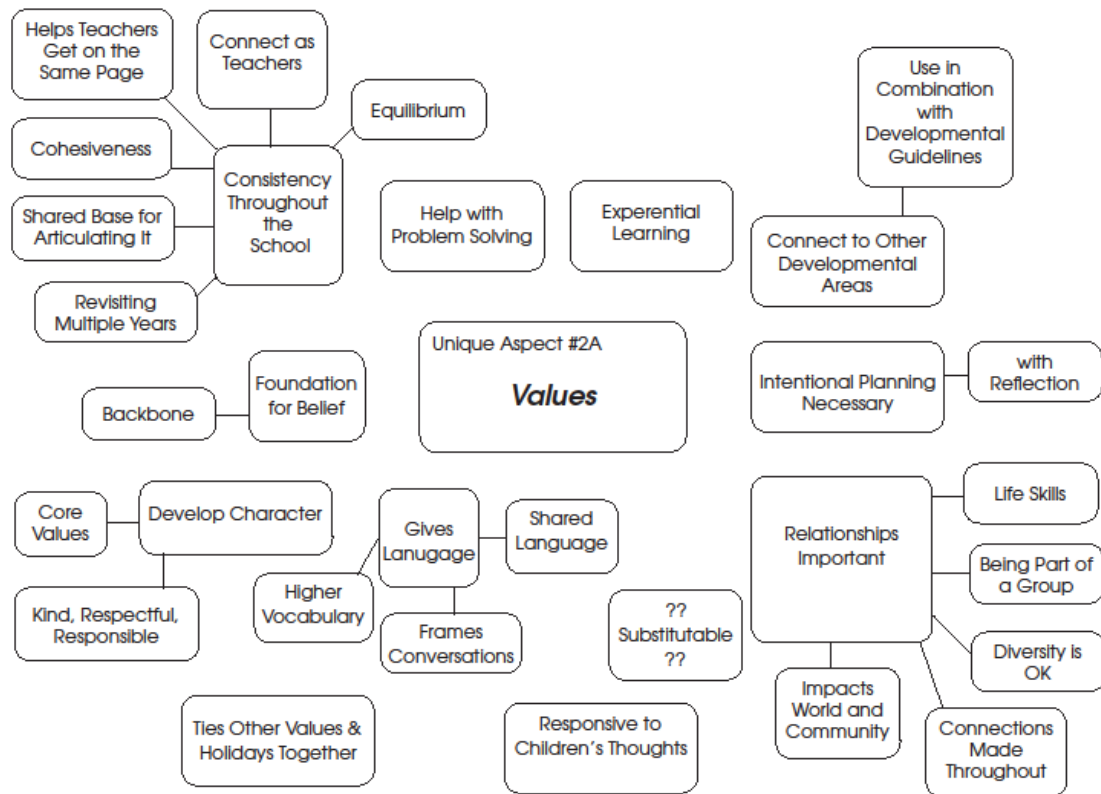 Helps Teachers
Get on the
Same Page
Connect as
Teachers
Equilibrium
Cohesiveness
Consistency
Throughout
the
School
Shared Base for
Articulating It
Revisiting
Multiple Years
Help with
Problem Solving
Experential
Learning
Use in
Combination
with
Developmental
Guidelines
Connect to Other
Developmental
Areas
Unique Aspect #2A
Values
Foundation
for Belief
Backbone
Intentional Planning
Necessary
with
Reflection
Core
Values
Develop Character
Kind, Respectful,
Responsible
Gives
Lanugage
Shared
Language
Higher
Vocabulary
Frames
Conversations
??
Substitutable
??
Relationships
Important
Life Skills
Being Part of
a Group
Diversity is
OK
Impacts
World and
Community
Connections
Made
Throughout
Ties Other Values &
Holidays Together
Responsive to
Children's Thoughts